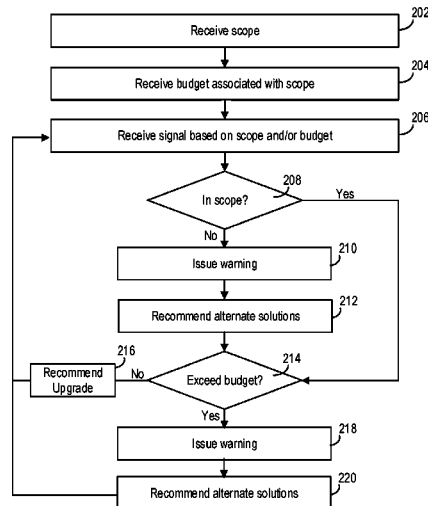 202
Receive scope
204
Receive budget associated with scope
206
Receive signal based on scope and/or budget
208
In scope?
Yes
No
210
Issue warning
212
Recommend alternate solutions
216
Recommend
Upgrade
No
214
Exceed budget?
Yes
218
Issue warning
220
Recommend alternate solutions